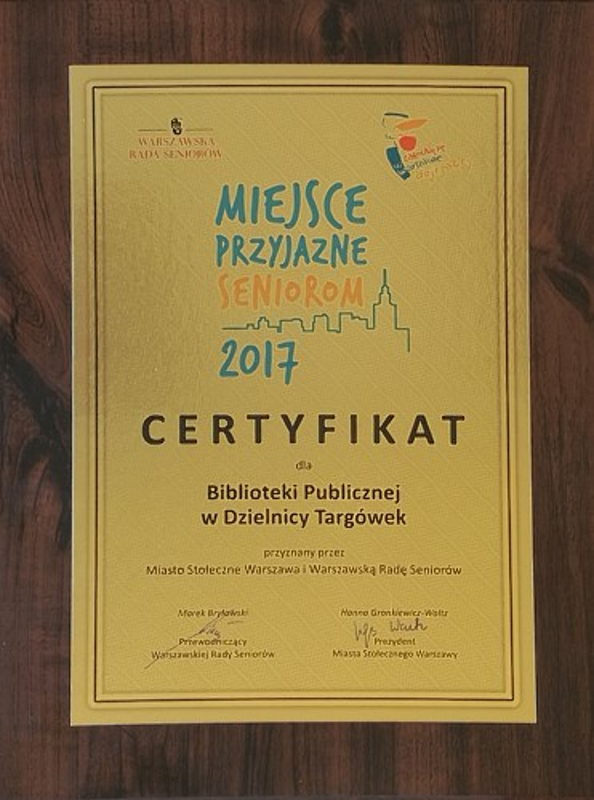 WARSZAWSKA
RADA SENIORÓW
MIEJSCE
PRZYJAZNE
SENIOROM
2017
CERTYFIKAT
dla
Biblioteki Publicznej
w Dzielnicy Targówek
przyznany przez
Miasto Stołeczne Warszawa i Warszawską Radę Seniorów
Marek Bryławski
Przewodniczący
Warszawskiej Rady Seniorów
Hanna Gronkiewicz-Waltz
Prezydent
Miasta Stołecznego Warszawy